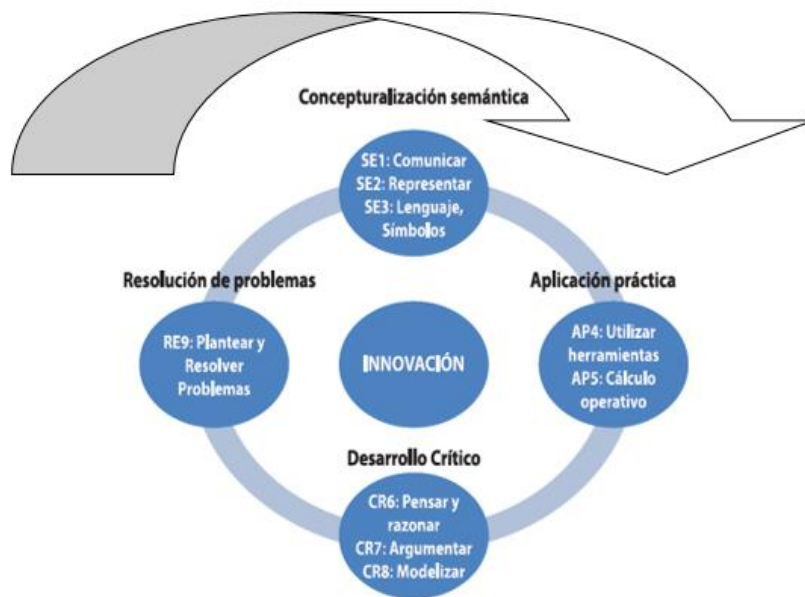 Concepturalización semántica
SE1: Comunicar
SE2: Representar
SE3: Lenguaje,
Símbolos
Resolución de problemas
Aplicación práctica
RE9: Plantear y
Resolver
Problemas
INNOVACIÓN
AP4: Utilizar
herramientas
AP5: Cálculo
operativo
Desarrollo Crítico
CR6: Pensar y
razonar
CR7: Argumentar
CR8: Modelizar